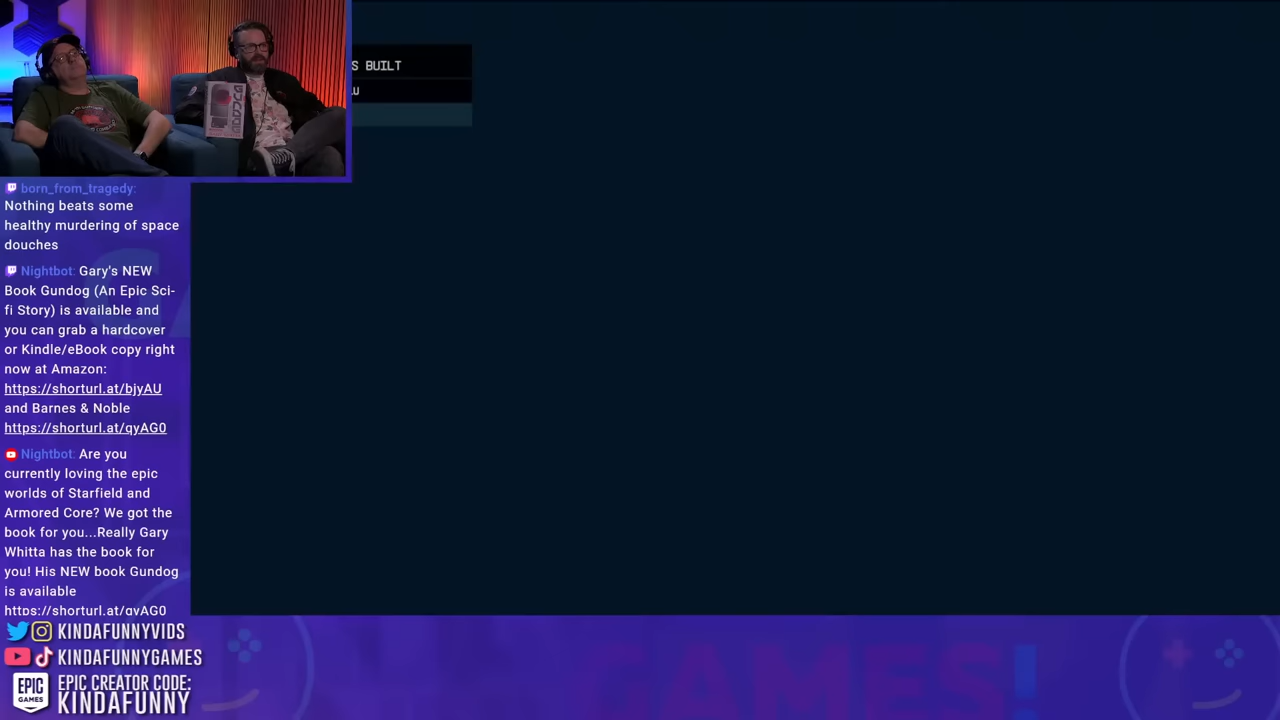 S BUILT
born_from_tragedy:
Nothing beats some
healthy murdering of space
douches
Nightbot: Gary's NEW
Book Gundog (An Epic Sci-
fi Story) is available and
you can grab a hardcover
or Kindle/eBook copy right
now at Amazon:
https://shorturl.at/bjyAU
and Barnes & Noble
https://shorturl.at/qyAG0
Nightbot: Are you
currently loving the epic
worlds of Starfield and
Armored Core? We got the
book for you...Really Gary
Whitta has the book for
you! His NEW book Gundog
is available
https://shorturl.at/qyAG0
KINDAFUNNYVIDS
KINDAFUNNYGAMES
EPIC GAMES
EPIC CREATOR CODE:
KINDAFUNNY
GAMES!